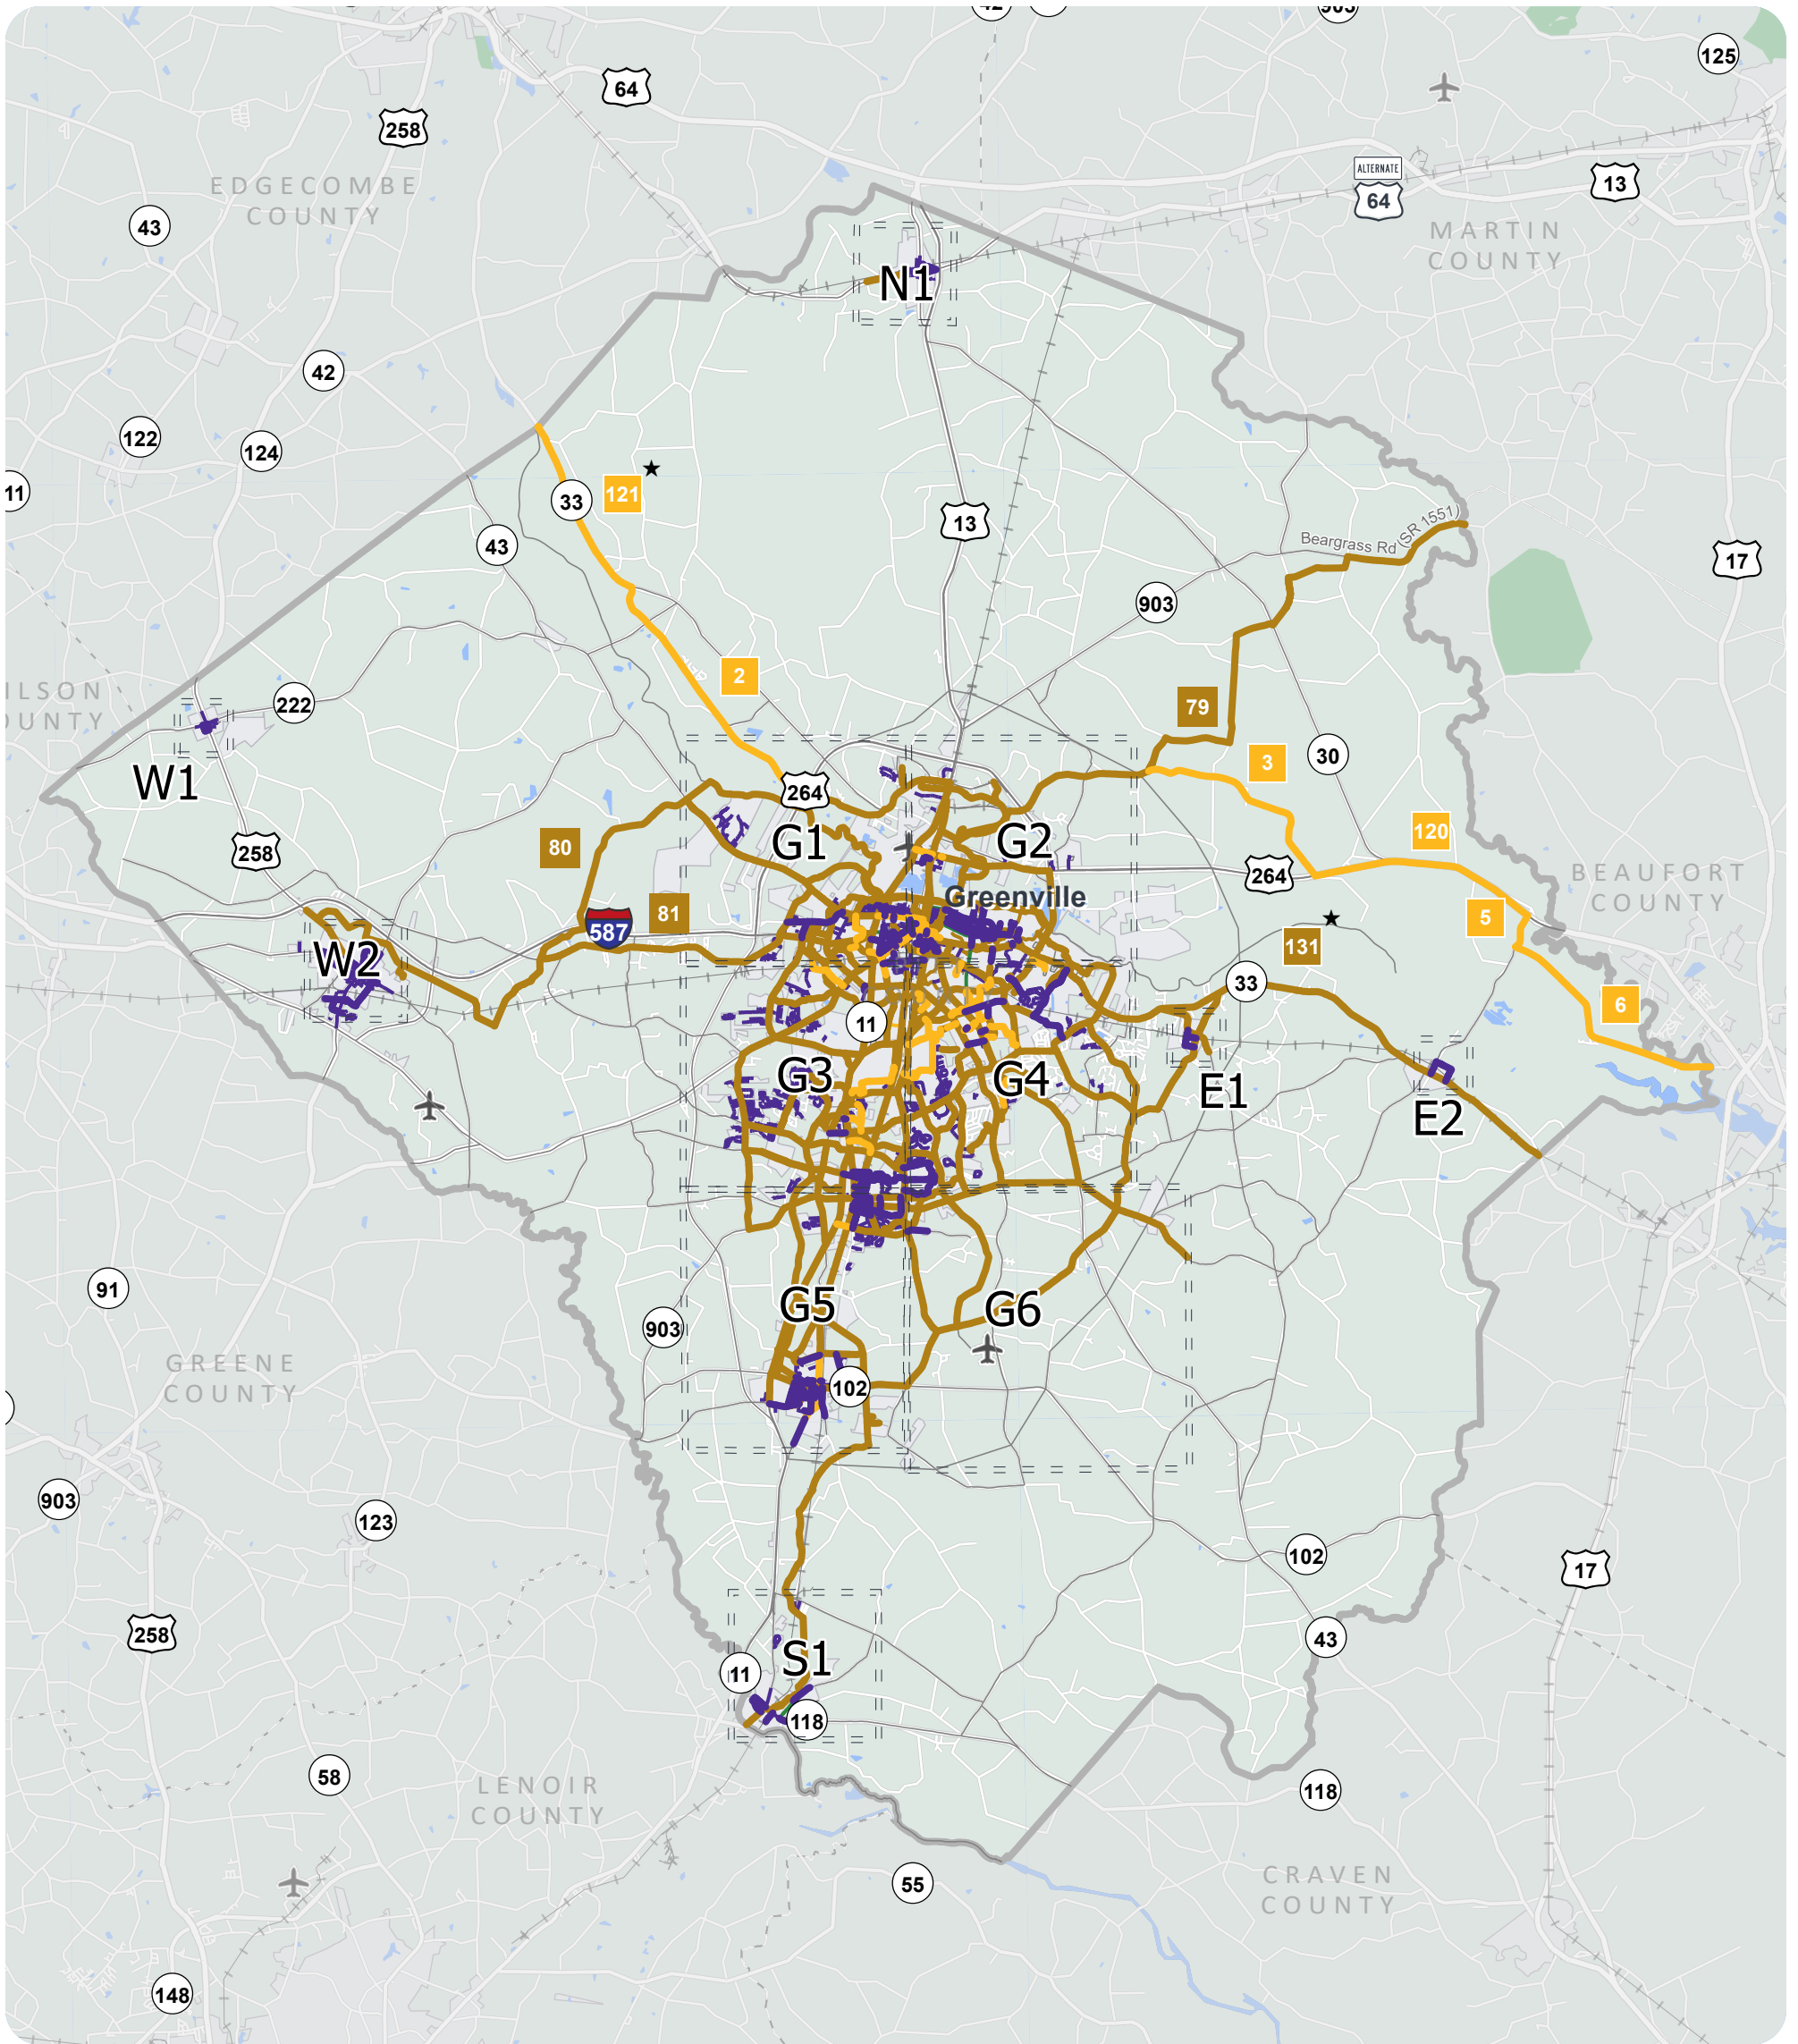 42
903
125
64
258
ALTERNATE
64
13
EDGECOMBE
COUNTY
43
MARTIN
COUNTY
N1
42
122
124
11
33
121
43
13
Beargrass Rd (SR 1551)
17
903
2
222
79
3
30
W1
264
120
258
80
G1
G2
264
BEAUFORT
COUNTY
Greenville
81
587
5
131
W2
33
6
11
G3
G4
E1
E2
91
903
G5
G6
GREENE
COUNTY
102
903
123
102
17
258
43
S1
11
118
58
LENOIR
COUNTY
118
55
CRAVEN
COUNTY
148